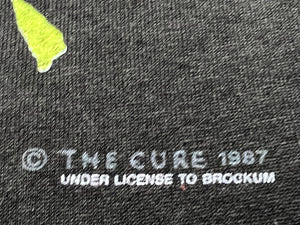 © THE CURE 1987
UNDER LICENSE TO BROCKUM